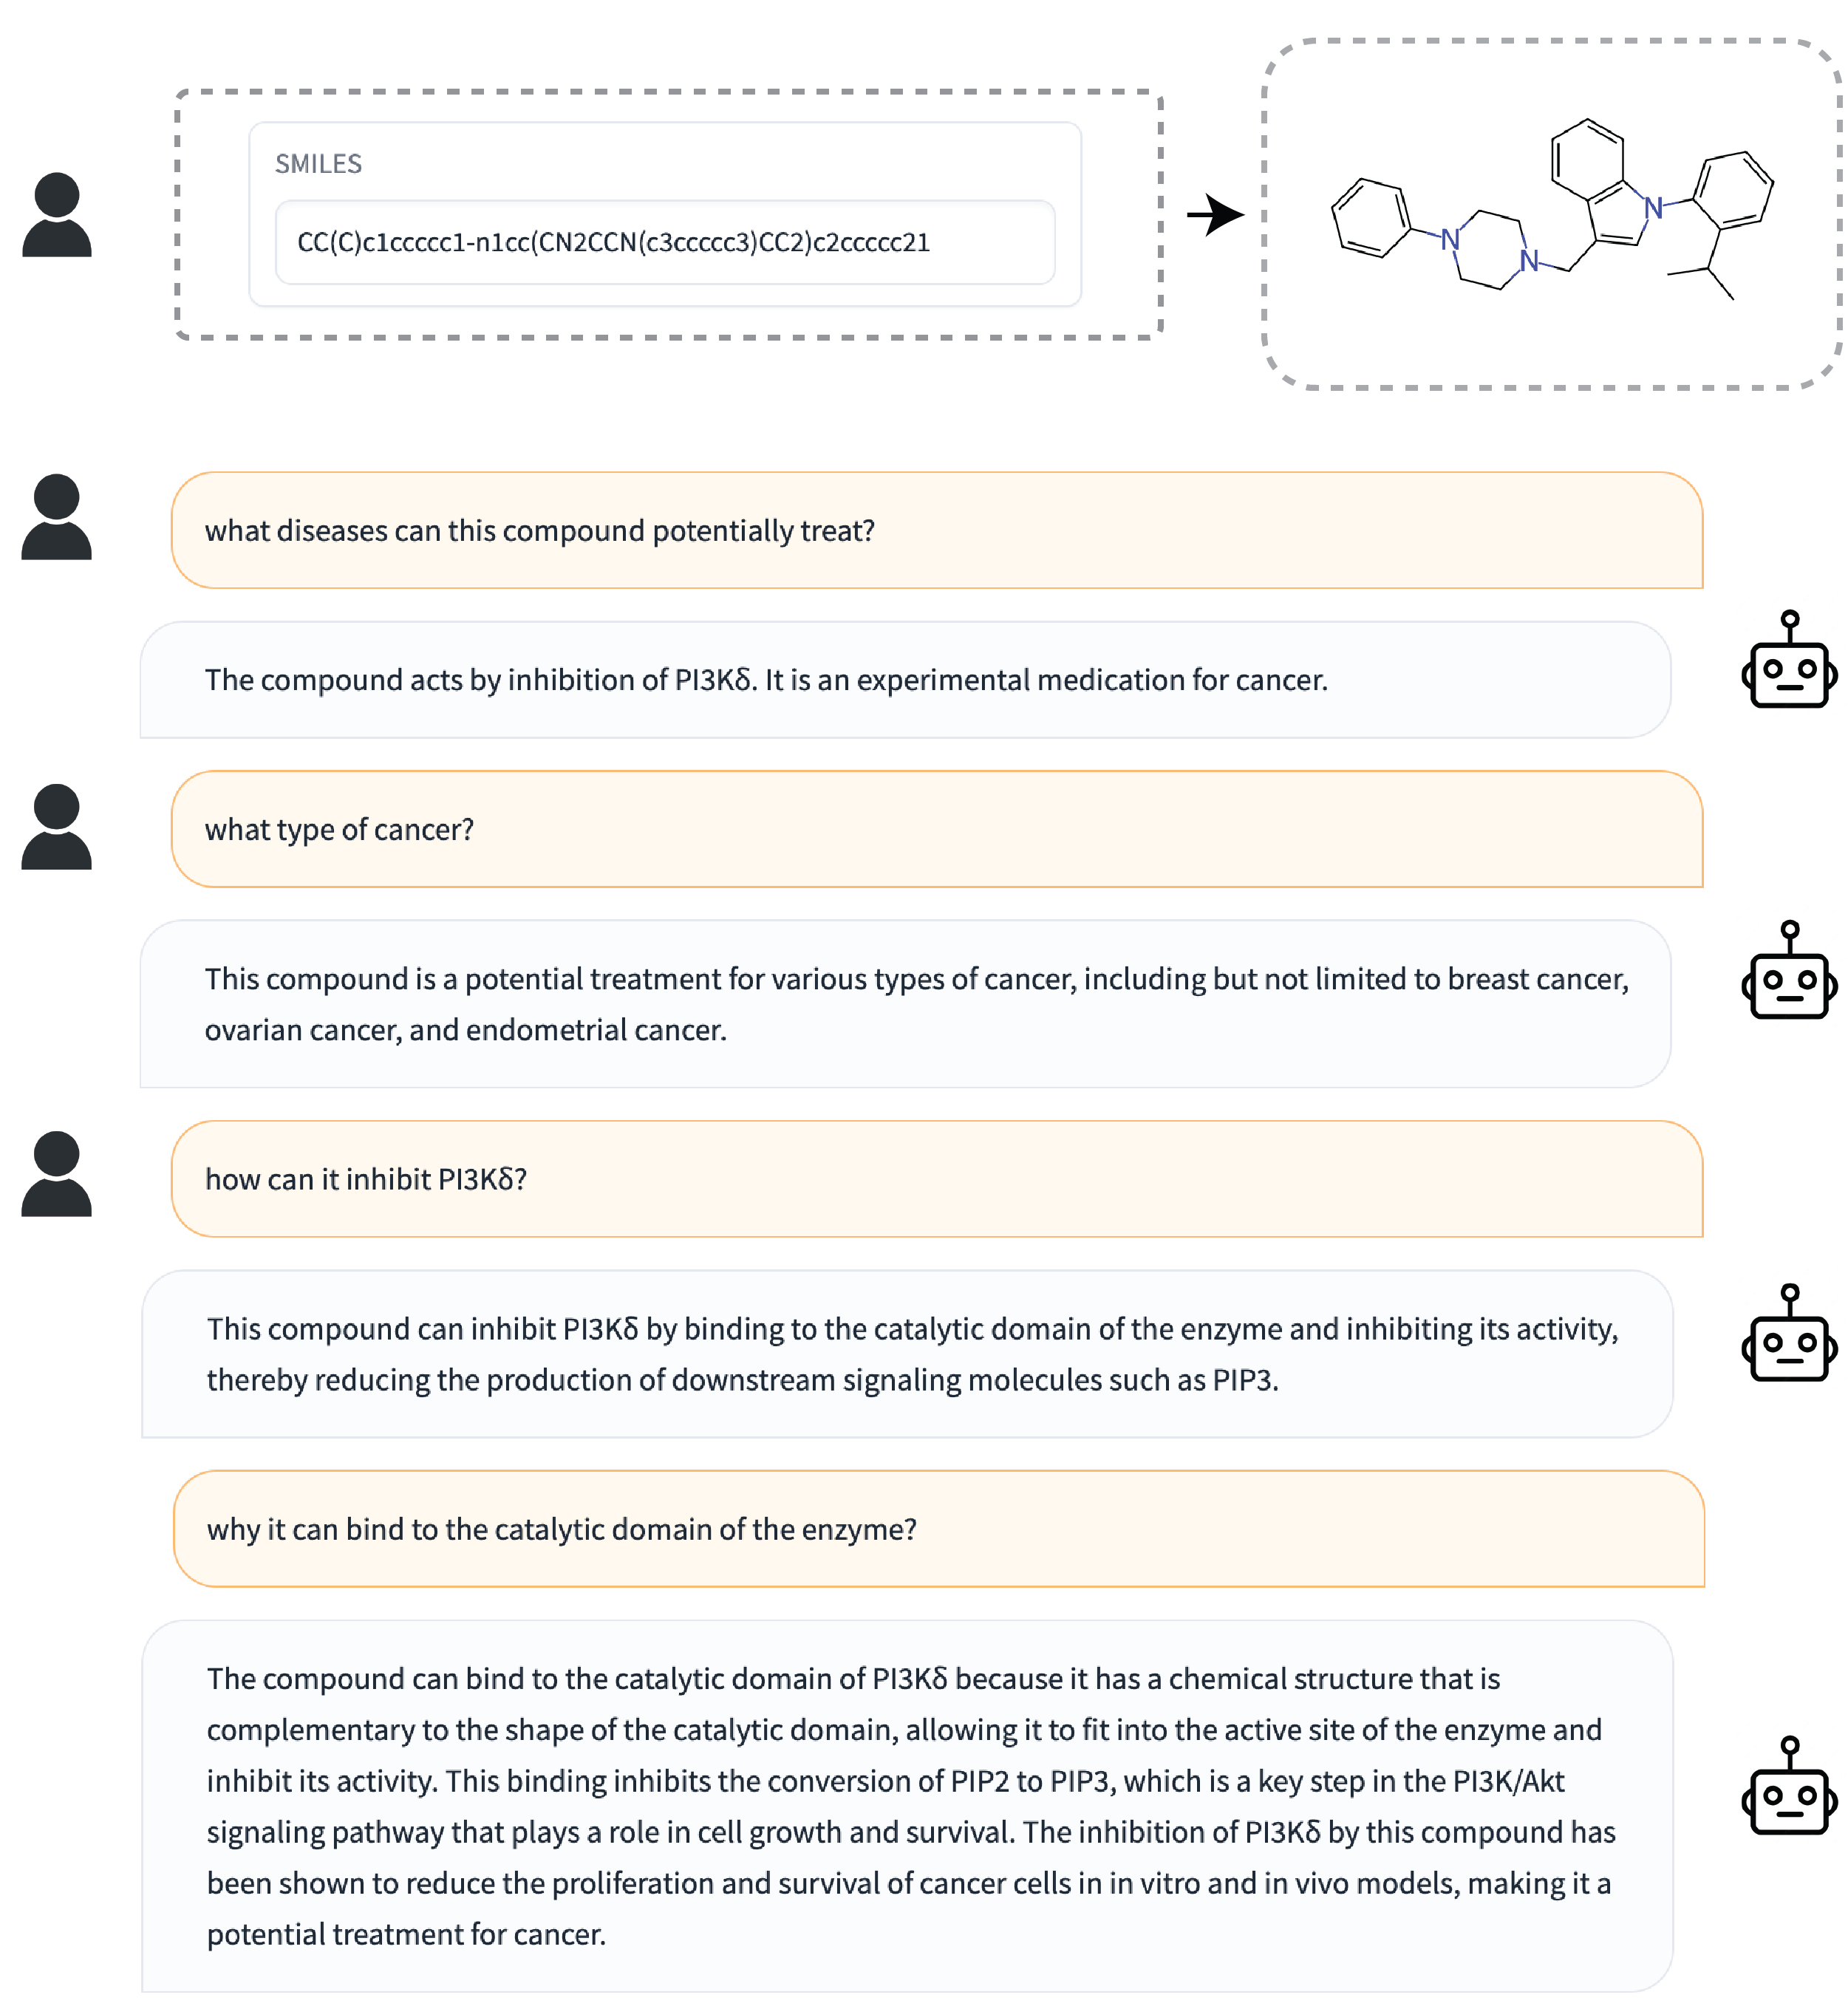 SMILES
CC(C)c1ccccc1-n1cc(CN2CCN(c3ccccc3)CC2)c2ccccc21
N
N
N
what diseases can this compound potentially treat?
The compound acts by inhibition of PI3Kδ. It is an experimental medication for cancer.
what type of cancer?
This compound is a potential treatment for various types of cancer, including but not limited to breast cancer,
ovarian cancer, and endometrial cancer.
how can it inhibit PI3Kδ?
This compound can inhibit PI3Kδ by binding to the catalytic domain of the enzyme and inhibiting its activity,
thereby reducing the production of downstream signaling molecules such as PIP3.
why it can bind to the catalytic domain of the enzyme?
The compound can bind to the catalytic domain of PI3Kδ because it has a chemical structure that is
complementary to the shape of the catalytic domain, allowing it to fit into the active site of the enzyme and
inhibit its activity. This binding inhibits the conversion of PIP2 to PIP3, which is a key step in the PI3K/Akt
signaling pathway that plays a role in cell growth and survival. The inhibition of PI3Kδ by this compound has
been shown to reduce the proliferation and survival of cancer cells in in vitro and in vivo models, making it a
potential treatment for cancer.